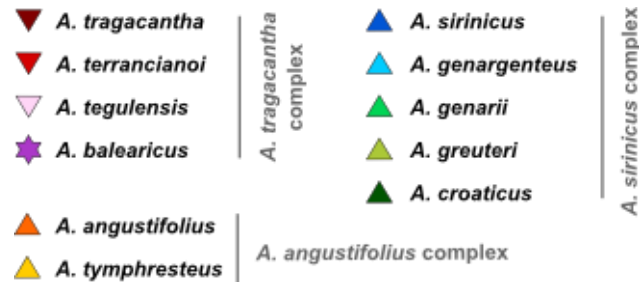 A. tragacantha
A. terrancianoi
A. tegulensis
A. balearicus
A. tragacantha
complex
A. sirinicus
A. genargenteus
A. genarii
A. greuteri
A. croaticus
A. sirinicus complex
A. angustifolius
A. tymphresteus
A. angustifolius complex